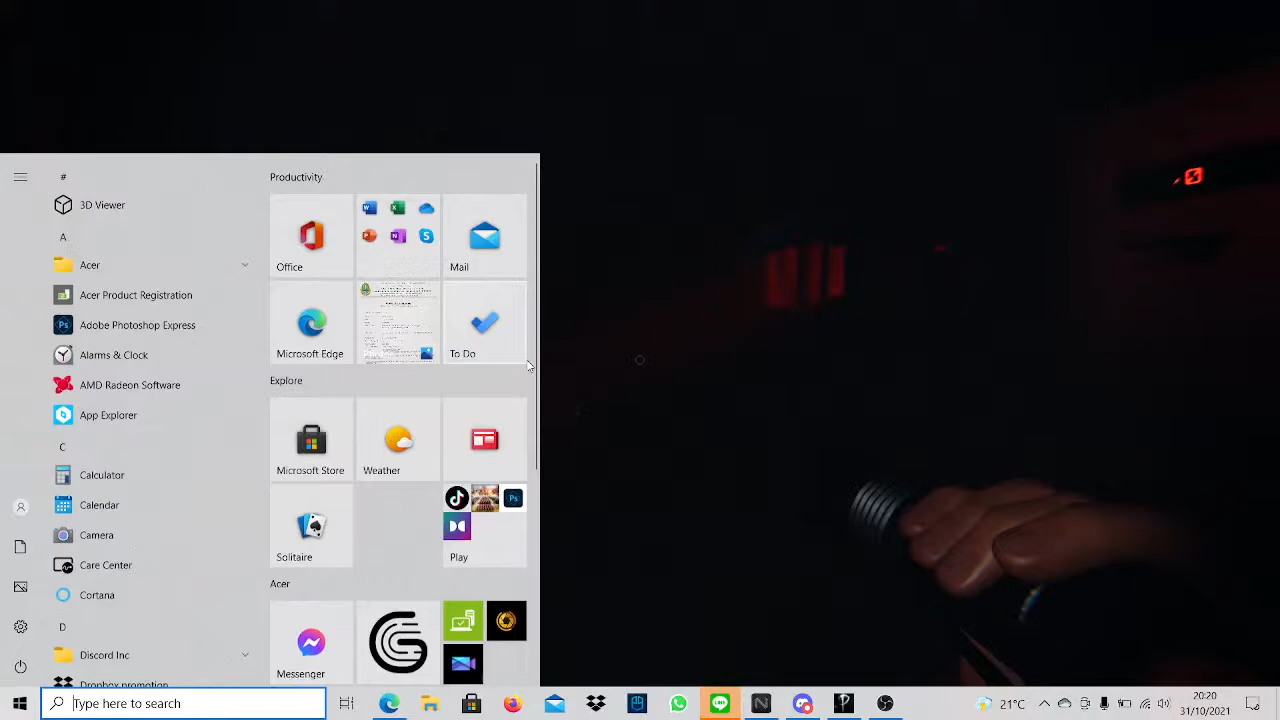 #
Productivity
3D Viewer
A
Office
Mail
Acer
Acer Product Registration
Adobe Photoshop Express
Alarms & Clock
Microsoft Edge
To Do
AMD Radeon Software
Explore
App Explorer
C
Calculator
Microsoft Store
Weather
Calendar
Camera
Solitaire
Play
Care Center
Cortana
Acer
D
Discord Inc
Messenger
Dropbox promotion
Type here to search
21°C
20:20
31/10/2021